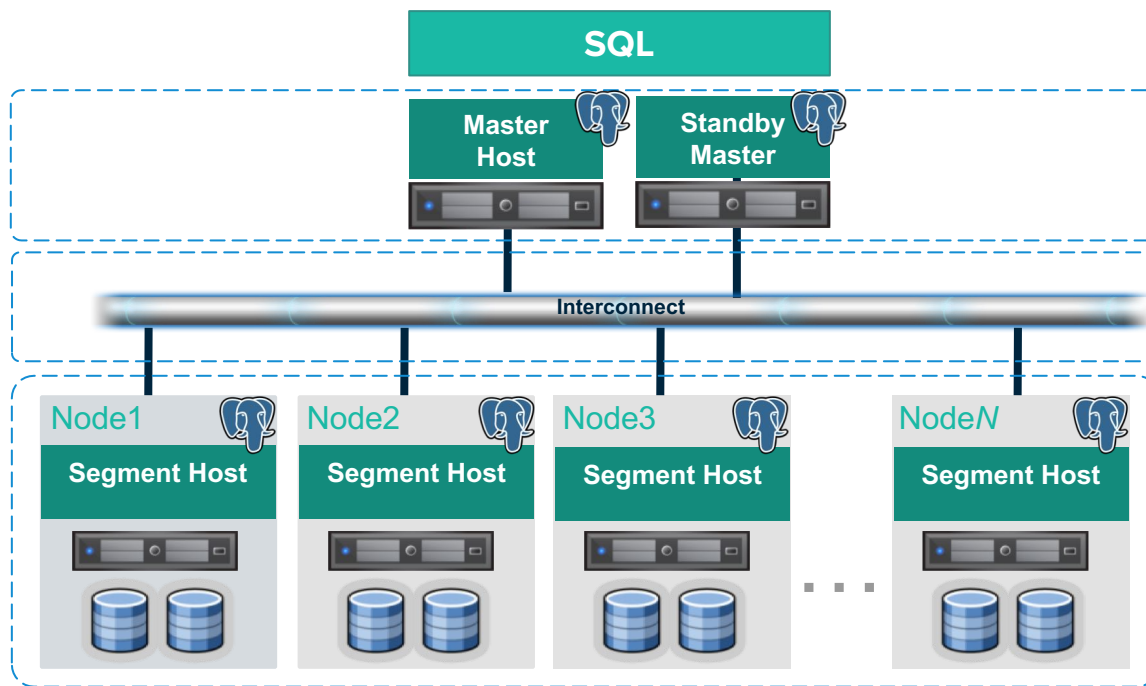 SQL
Master
Host
Standby
Master
Interconnect
Node1
Node2
Node3
NodeN
Segment Host
Segment Host
Segment Host
Segment Host
. . .